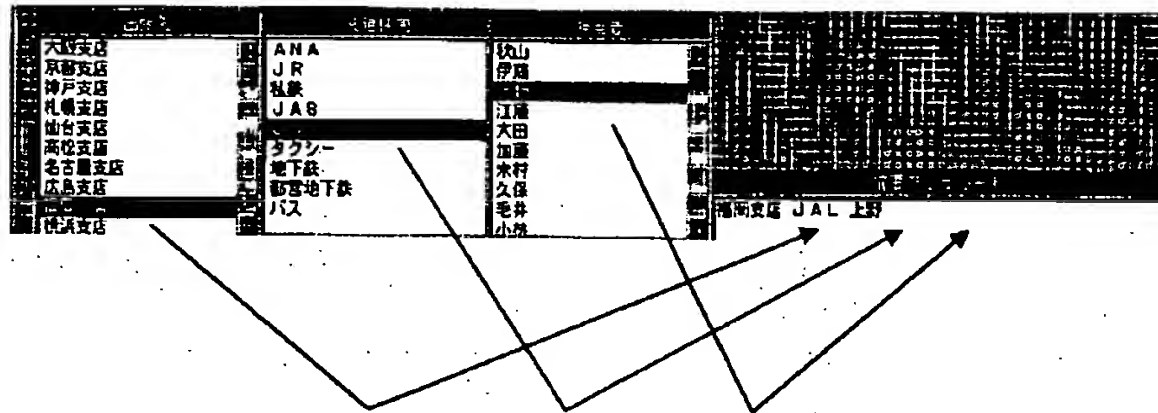 大阪支店
京都支店
神戸支店
札幌支店
仙台支店
高松支店
名古屋支店
広島支店
横浜支店
ANA
JR
私鉄
JAS
タクシー
地下鉄
都営地下鉄
バス
秋山
伊藤
江藤
大田
加藤
木村
久保
毛井
福岡支店 JAL 上野